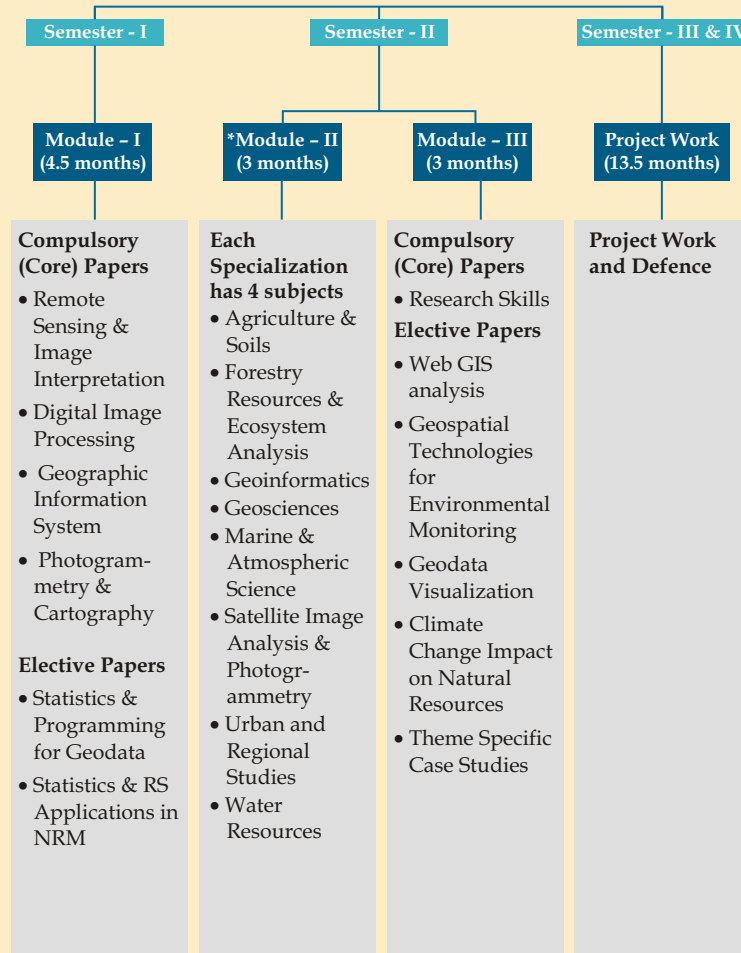 Semester - I
Semester - II
Semester - III & IV
Module – I
(4.5 months)
*Module – II
(3 months)
Module – III
(3 months)
Project Work
(13.5 months)
Compulsory
(Core) Papers
• Remote
Sensing &
Image
Interpretation
• Digital Image
Processing
• Geographic
Information
System
• Photogram-
metry &
Cartography
Elective Papers
• Statistics &
Programming
for Geodata
• Statistics & RS
Applications in
NRM
Each
Specialization
has 4 subjects
• Agriculture &
Soils
• Forestry
Resources &
Ecosystem
Analysis
• Geoinformatics
• Geosciences
• Marine &
Atmospheric
Science
• Satellite Image
Analysis &
Photogr-
ammetry
• Urban and
Regional
Studies
• Water
Resources
Compulsory
(Core) Papers
• Research Skills
Elective Papers
• Web GIS
analysis
• Geospatial
Technologies
for
Environmental
Monitoring
• Geodata
Visualization
• Climate
Change Impact
on Natural
Resources
• Theme Specific
Case Studies
Project Work
and Defence